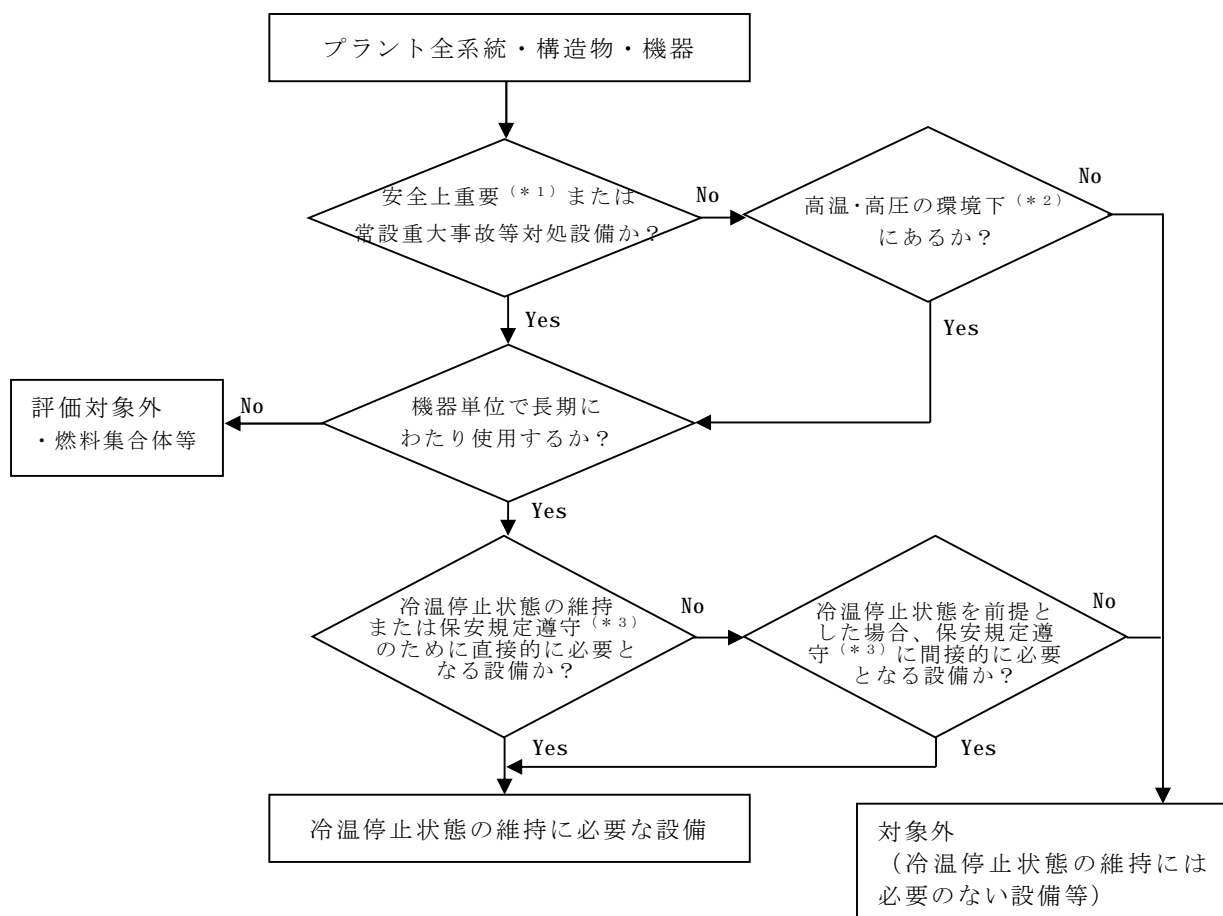 プラント全系統・構造物・機器
安全上重要(*1)または
常設重大事故等対処設備か?
No
高温・高圧の環境下(*2)
にあるか?
No
Yes
Yes
機器単位で長期に
わたり使用するか?
No
評価対象外
・燃料集合体等
Yes
冷温停止状態の維持
または保安規定遵守(*3)
のために直接的に必要と
なる設備か?
No
冷温停止状態を前提と
した場合、保安規定遵
守(*3)に間接的に必要
となる設備か?
No
Yes
Yes
冷温停止状態の維持に必要な設備
対象外
(冷温停止状態の維持には
必要のない設備等)